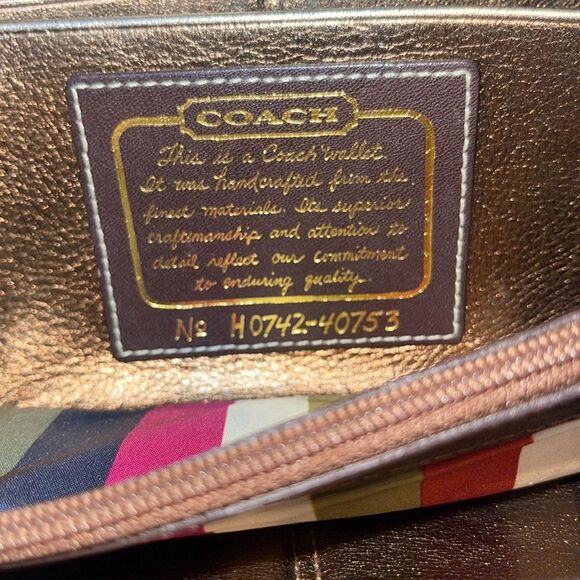 COACH
This is a Coach wallet.
It was handcrafted from the
finest materials. Its superior
craftsmanship and attention to
detail reflect our commitment
to enduring quality.
No H0742-40753